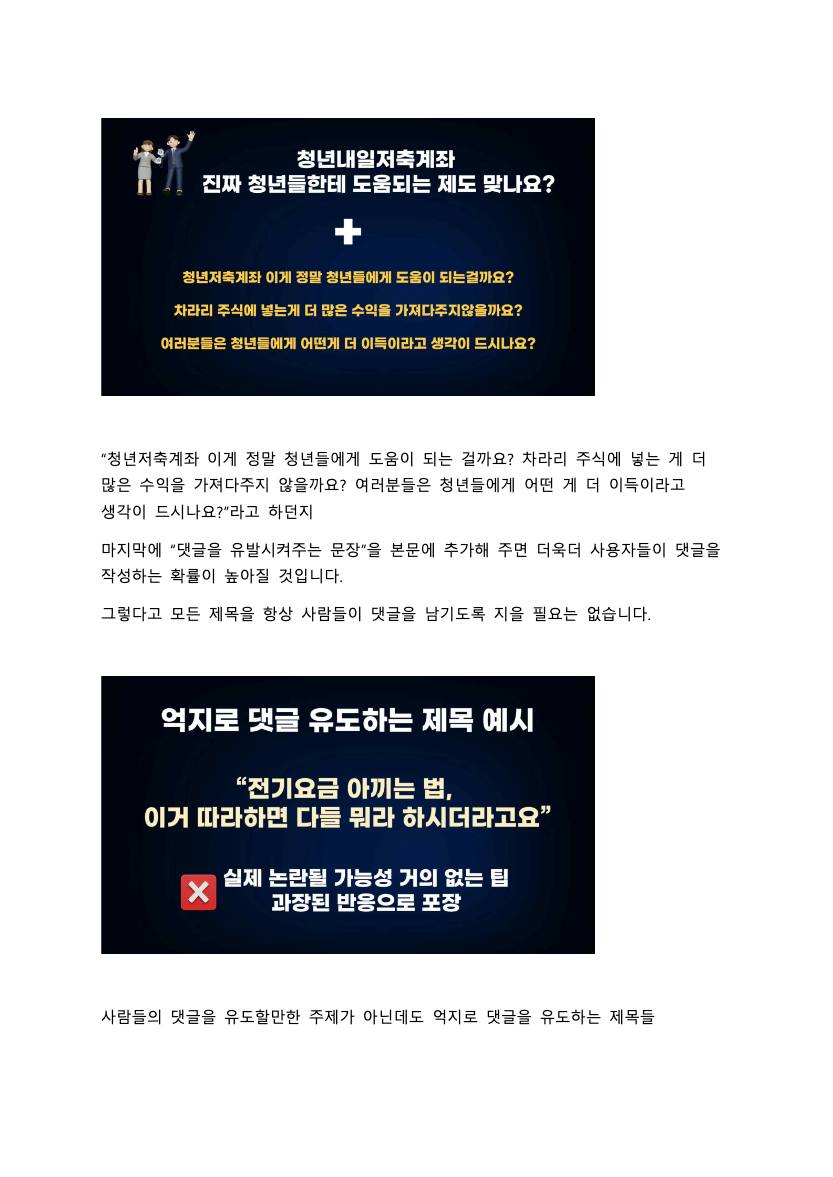 청년내일저축계좌
진짜 청년들한테 도움되는 제도 맞나요?
청년저축계좌 이게 정말 청년들에게 도움이 되는걸까요?
차라리 주식에 넣는게 더 많은 수익을 가져다주지않을까요?
여러분들은 청년들에게 어떤게 더 이득이라고 생각이 드시나요?
“청년저축계좌 이게 정말 청년들에게 도움이 되는 걸까요? 차라리 주식에 넣는 게 더
많은 수익을 가져다주지 않을까요? 여러분들은 청년들에게 어떤 게 더 이득이라고
생각이 드시나요?”라고 하던지
마지막에 “댓글을 유발시켜주는 문장”을 본문에 추가해 주면 더욱더 사용자들이 댓글을
작성하는 확률이 높아질 것입니다.
그렇다고 모든 제목을 항상 사람들이 댓글을 남기도록 지을 필요는 없습니다.
억지로 댓글 유도하는 제목 예시
“전기요금 아끼는 법,
이거 따라하면 다들 뭐라 하시더라고요”
실제 논란될 가능성 거의 없는 팁
과장된 반응으로 포장
사람들의 댓글을 유도할만한 주제가 아닌데도 억지로 댓글을 유도하는 제목들